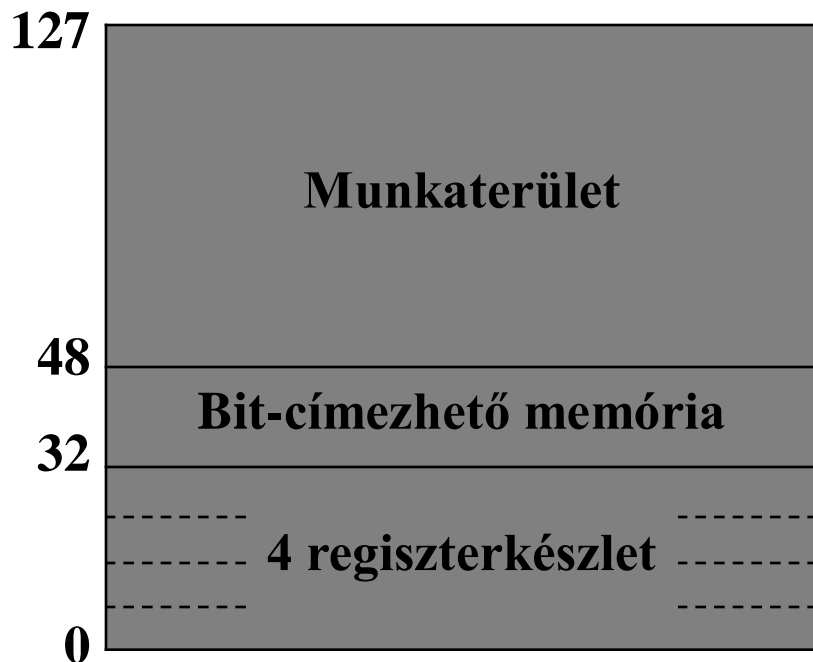 127
Munkaterület
48
Bit-címezhető memória
32
4 regiszterkészlet
0